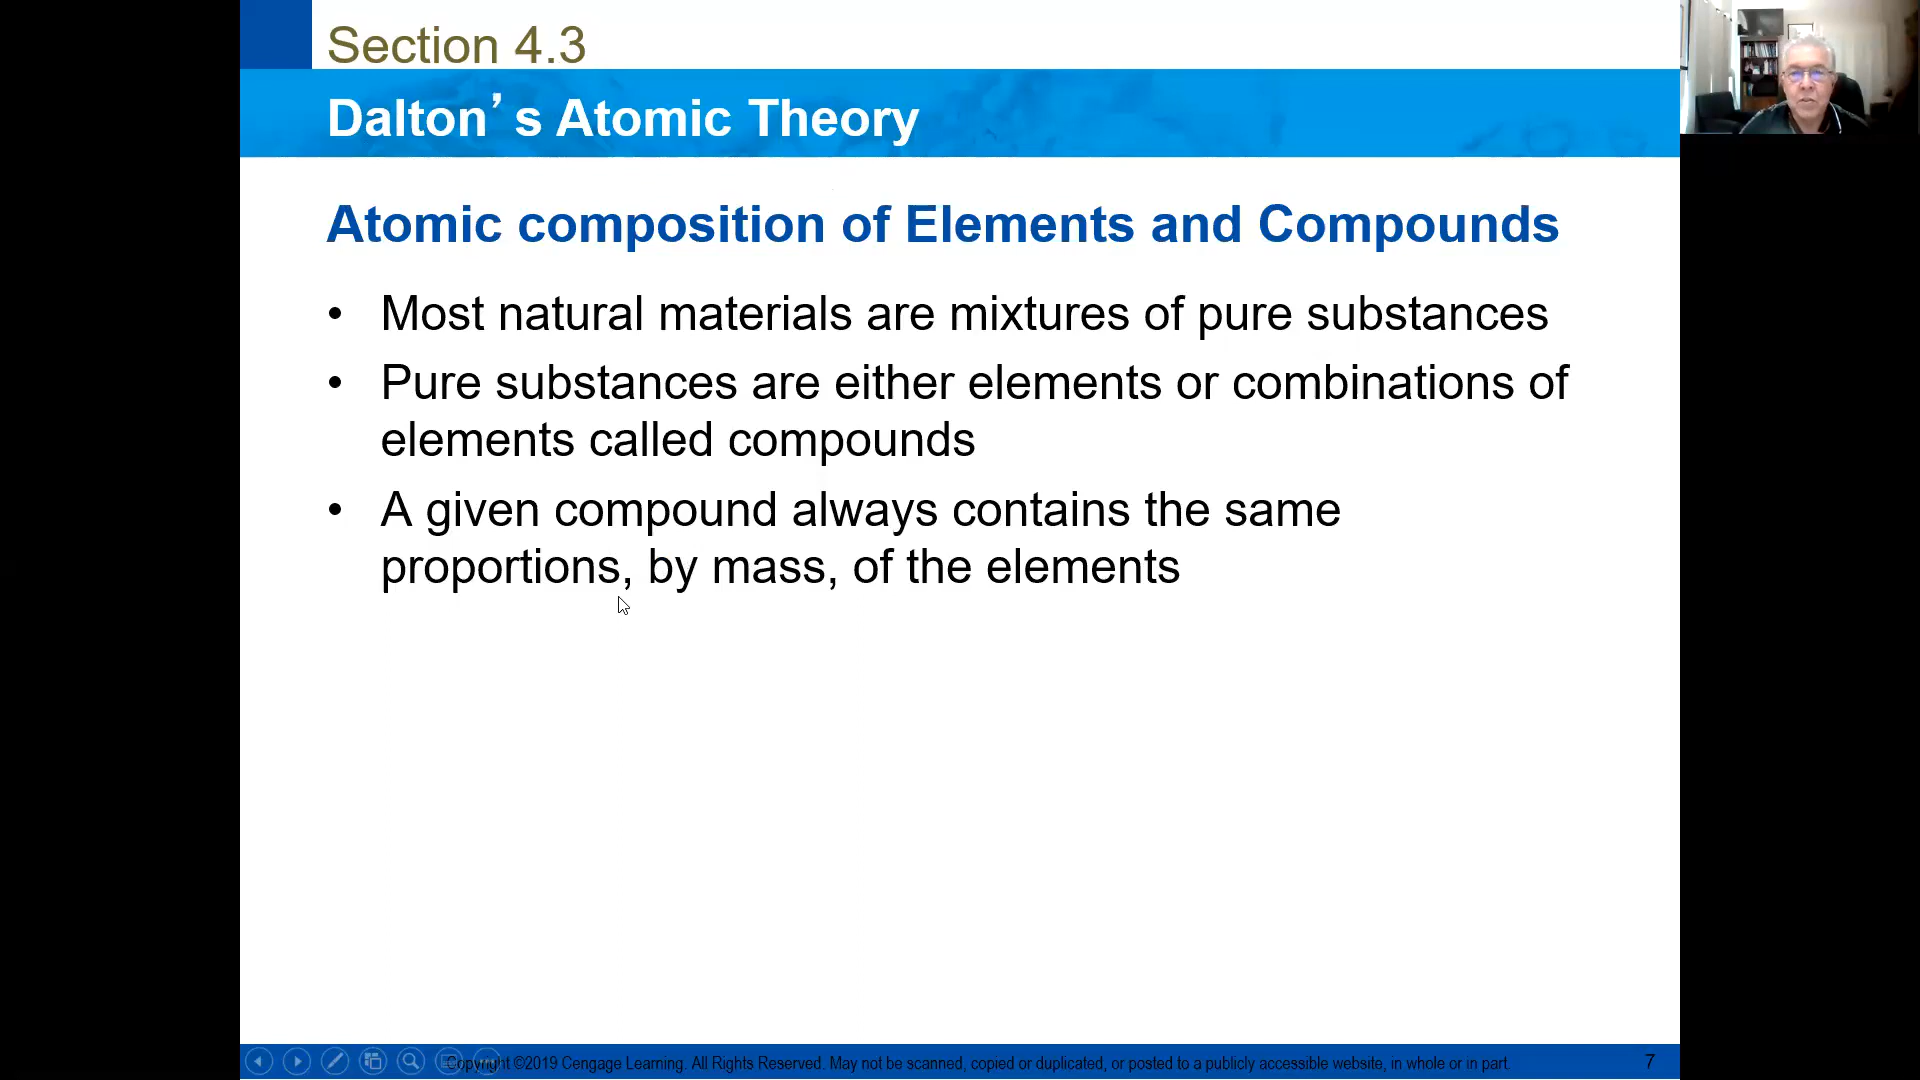 Section 4.3
Dalton’s Atomic Theory
Atomic composition of Elements and Compounds
• Most natural materials are mixtures of pure substances
• Pure substances are either elements or combinations of
elements called compounds
• A given compound always contains the same
proportions, by mass, of the elements
Copyright ©2019 Cengage Learning. All Rights Reserved. May not be scanned, copied or duplicated, or posted to a publicly accessible website, in whole or in part.
7